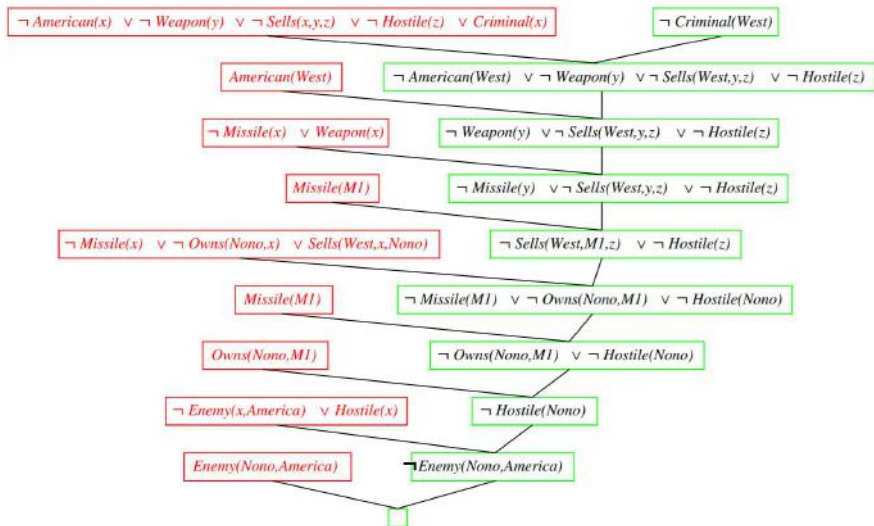 ¬ American(x) ∨ ¬ Weapon(y) ∨ ¬ Sells(x,y,z) ∨ ¬ Hostile(z) ∨ Criminal(x) ¬ Criminal(West)
American(West) ¬ American(West) ∨ ¬ Weapon(y) ∨ ¬ Sells(West,y,z) ∨ ¬ Hostile(z)
¬ Missile(x) ∨ Weapon(x) ¬ Weapon(y) ∨ ¬ Sells(West,y,z) ∨ ¬ Hostile(z)
Missile(M1) ¬ Missile(y) ∨ ¬ Sells(West,y,z) ∨ ¬ Hostile(z)
¬ Missile(x) ∨ ¬ Owns(Nono,x) ∨ Sells(West,x,Nono) ¬ Sells(West,M1,z) ∨ ¬ Hostile(z)
Missile(M1) ¬ Missile(M1) ∨ ¬ Owns(Nono,M1) ∨ ¬ Hostile(Nono)
Owns(Nono,M1) ¬ Owns(Nono,M1) ∨ ¬ Hostile(Nono)
¬ Enemy(x,America) ∨ Hostile(x) ¬ Hostile(Nono)
Enemy(Nono,America) ¬Enemy(Nono,America)